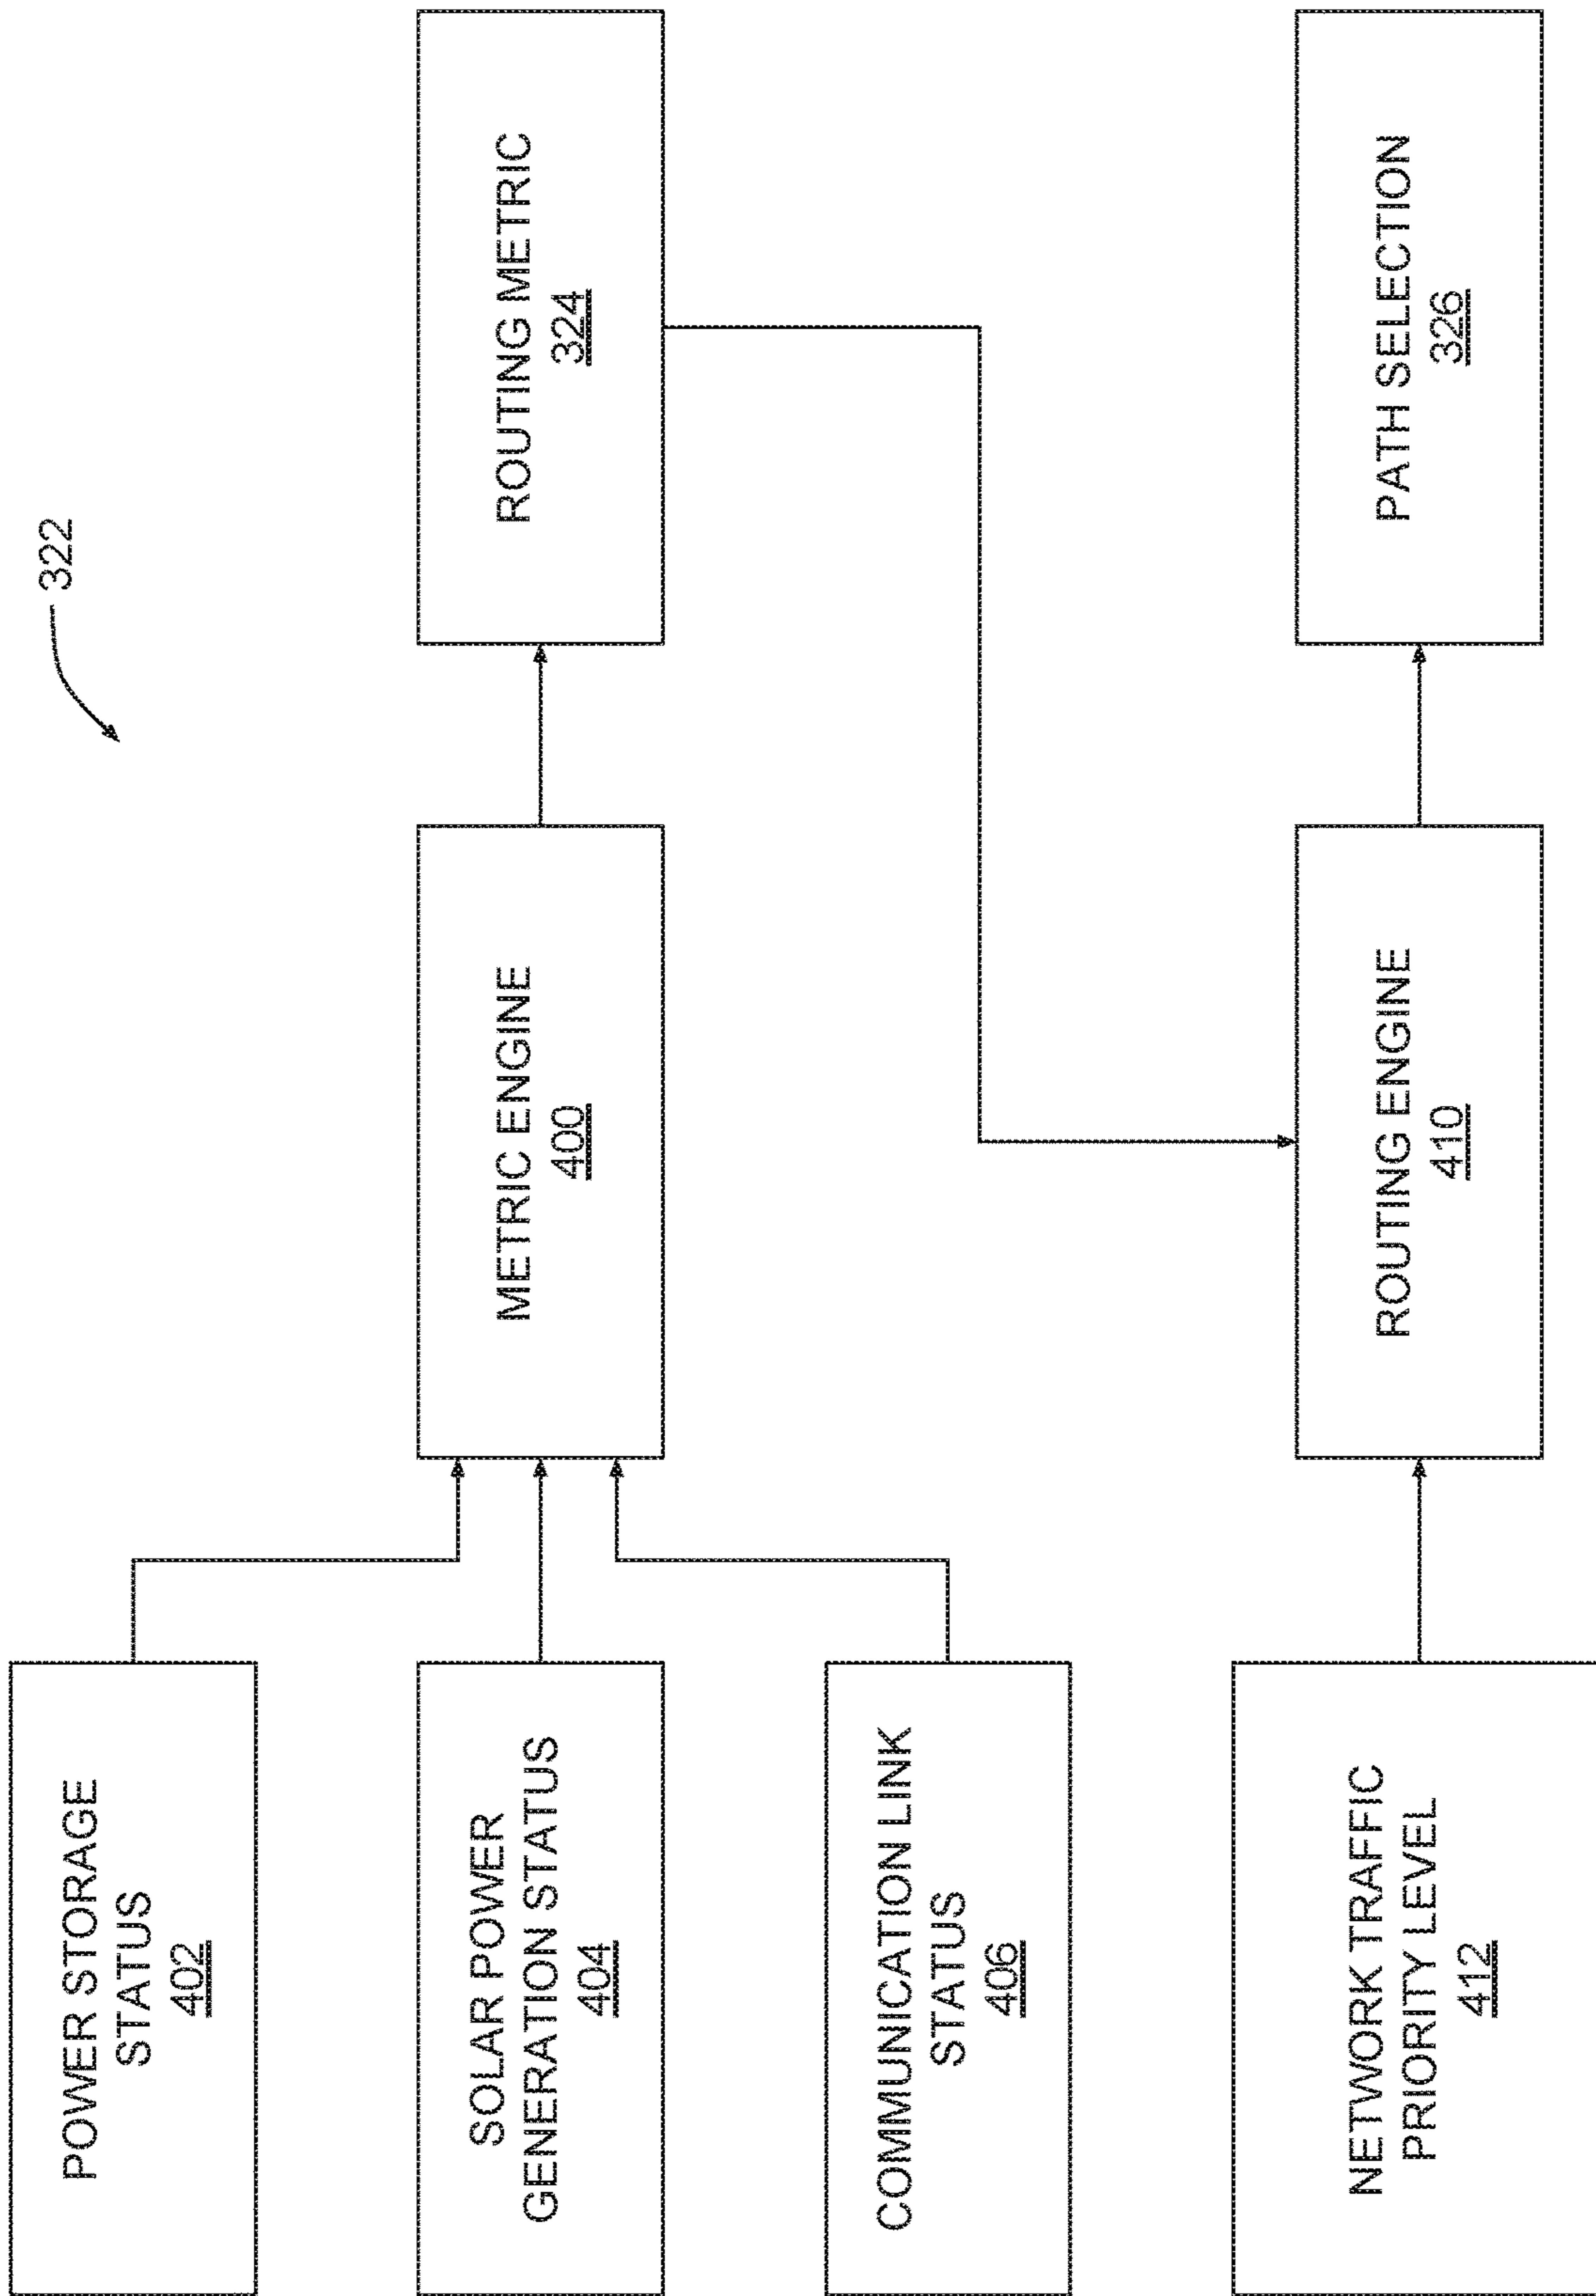 322
POWER STORAGE
STATUS
402
SOLAR POWER
GENERATION STATUS
404
COMMUNICATION LINK
STATUS
406
NETWORK TRAFFIC
PRIORITY LEVEL
412
METRIC ENGINE
400
ROUTING ENGINE
410
ROUTING METRIC
324
PATH SELECTION
326